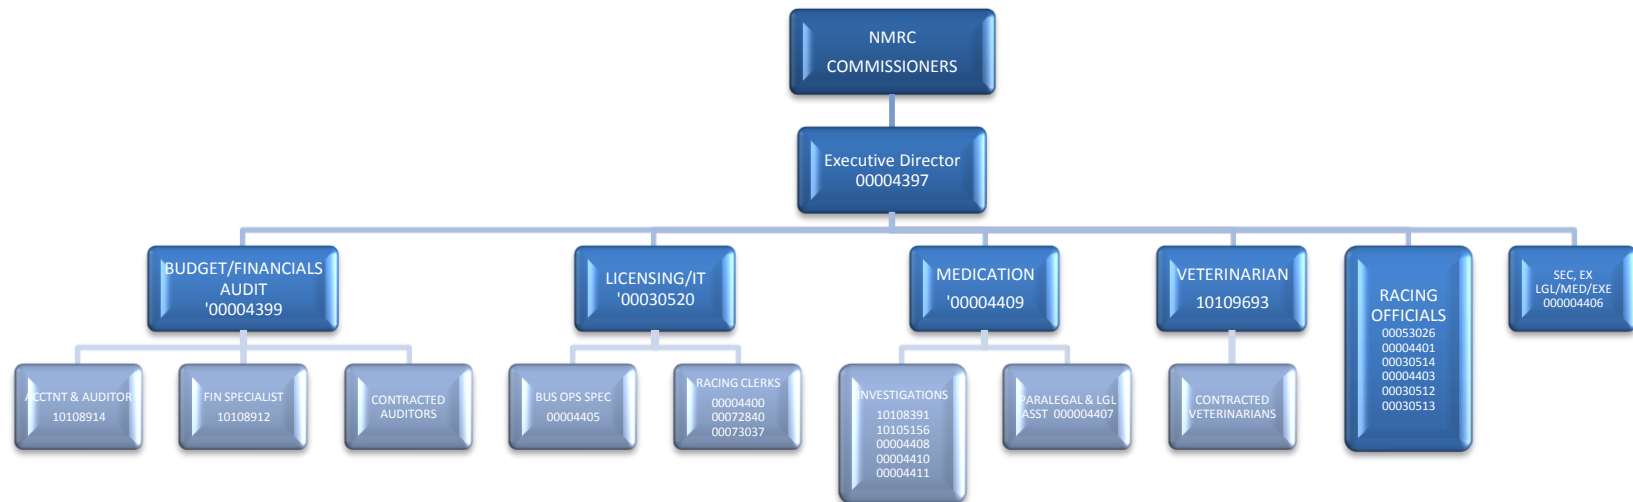 NMRC
COMMISSIONERS
Executive Director
00004397
BUDGET/FINANCIALS
AUDIT
'00004399
LICENSING/IT
'00030520
MEDICATION
'00004409
VETERINARIAN
10109693
RACING
OFFICIALS
00053026
00004401
00030514
00004403
00030512
00030513
SEC, EX
LGL/MED/EXE
000004406
ACCTNT & AUDITOR
10108914
FIN SPECIALIST
10108912
CONTRACTED
AUDITORS
BUS OPS SPEC
00004405
RACING CLERKS
00004400
00072840
00073037
INVESTIGATIONS
10108391
10105156
00004408
00004410
00004411
PARALEGAL & LGL
ASST 000004407
CONTRACTED
VETERINARIANS